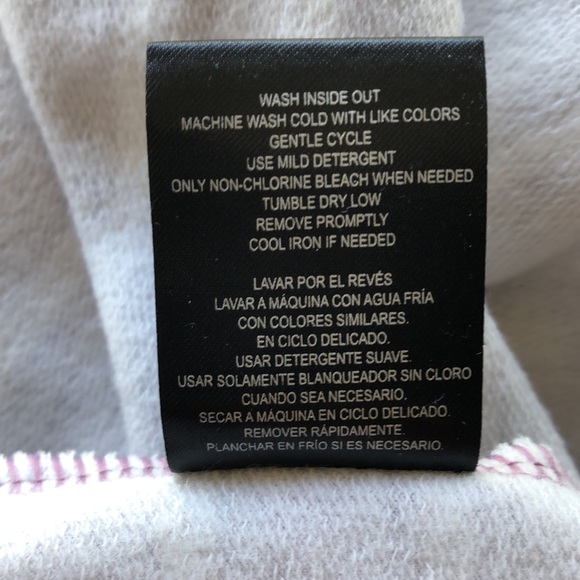 WASH INSIDE OUT
MACHINE WASH COLD WITH LIKE COLORS
GENTLE CYCLE
USE MILD DETERGENT
ONLY NON-CHLORINE BLEACH WHEN NEEDED
TUMBLE DRY LOW
REMOVE PROMPTLY
COOL IRON IF NEEDED
LAVAR POR EL REVÉS
LAVAR A MÁQUINA CON AGUA FRÍA
CON COLORES SIMILARES.
EN CICLO DELICADO.
USAR DETERGENTE SUAVE.
USAR SOLAMENTE BLANQUEADOR SIN CLORO
CUANDO SEA NECESARIO.
SECAR A MÁQUINA EN CICLO DELICADO.
REMOVER RÁPIDAMENTE.
PLANCHAR EN FRÍO SI ES NECESARIO.